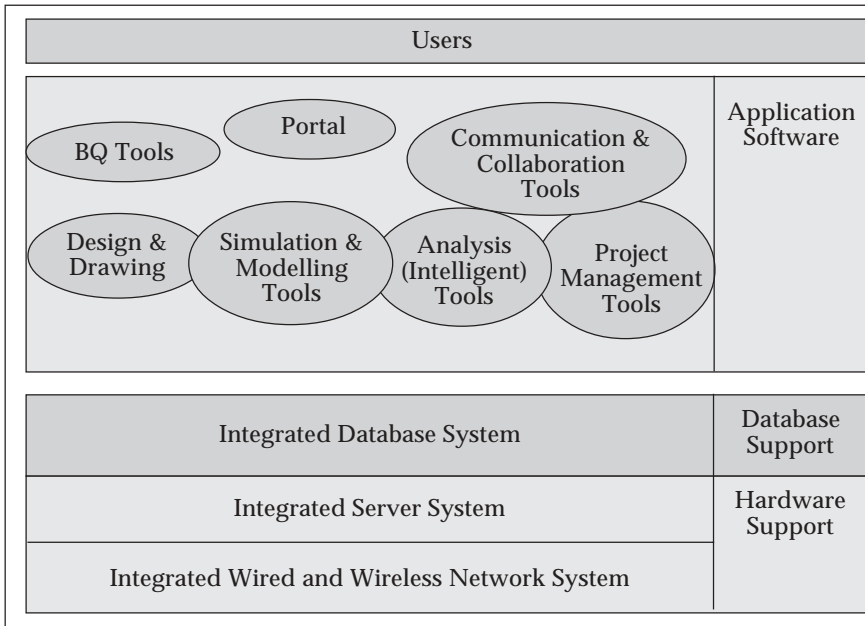 Users
BQ Tools
Portal
Communication &
Collaboration
Tools
Application
Software
Design &
Drawing
Simulation &
Modelling
Tools
Analysis
(Intelligent)
Tools
Project
Management
Tools
Integrated Database System
Database
Support
Integrated Server System
Hardware
Support
Integrated Wired and Wireless Network System